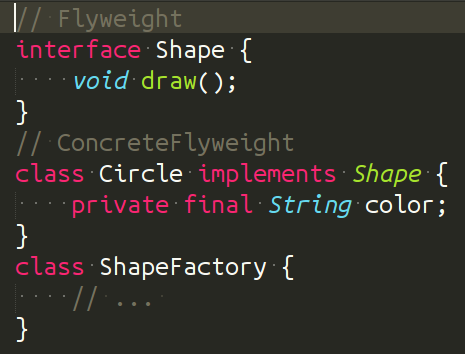 // Flyweight
interface Shape {
    void draw();
}
// ConcreteFlyweight
class Circle implements Shape {
    private final String color;
}
class ShapeFactory {
    // ...
}